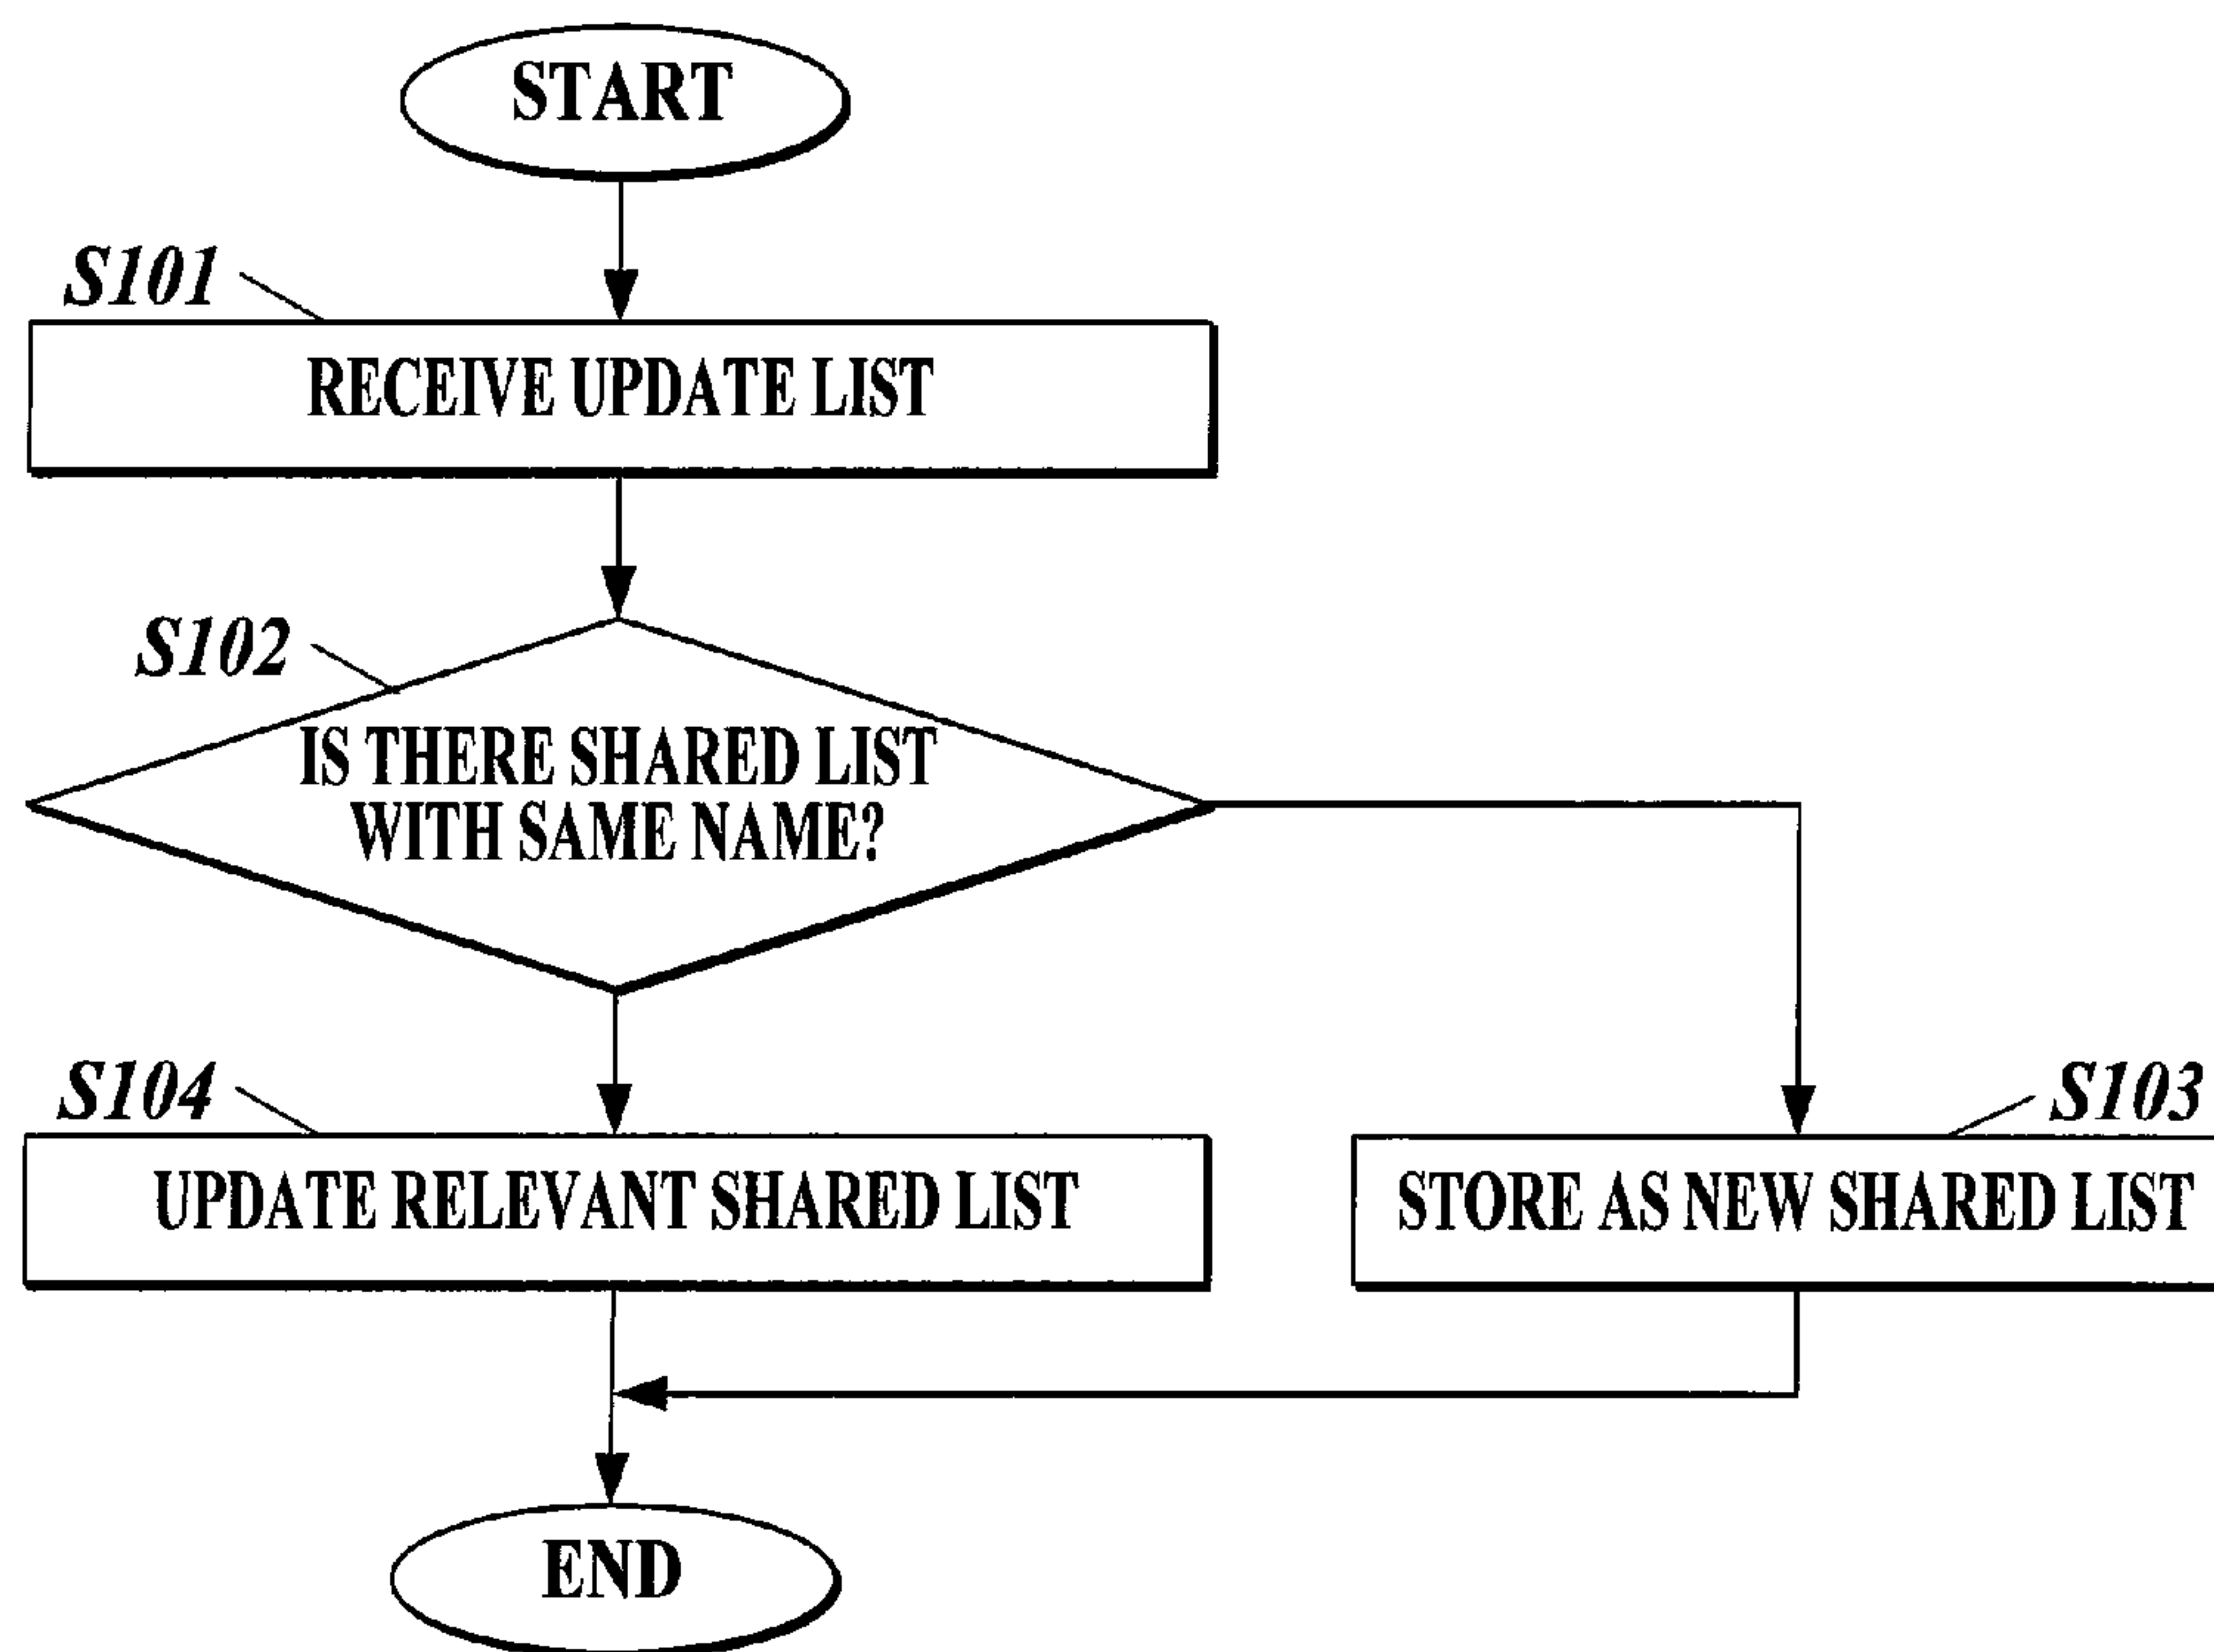 START
S101
RECEIVE UPDATE LIST
S102
IS THERE SHARED LIST
WITH SAME NAME?
S104
S103
UPDATE RELEVANT SHARED LIST
STORE AS NEW SHARED LIST
END